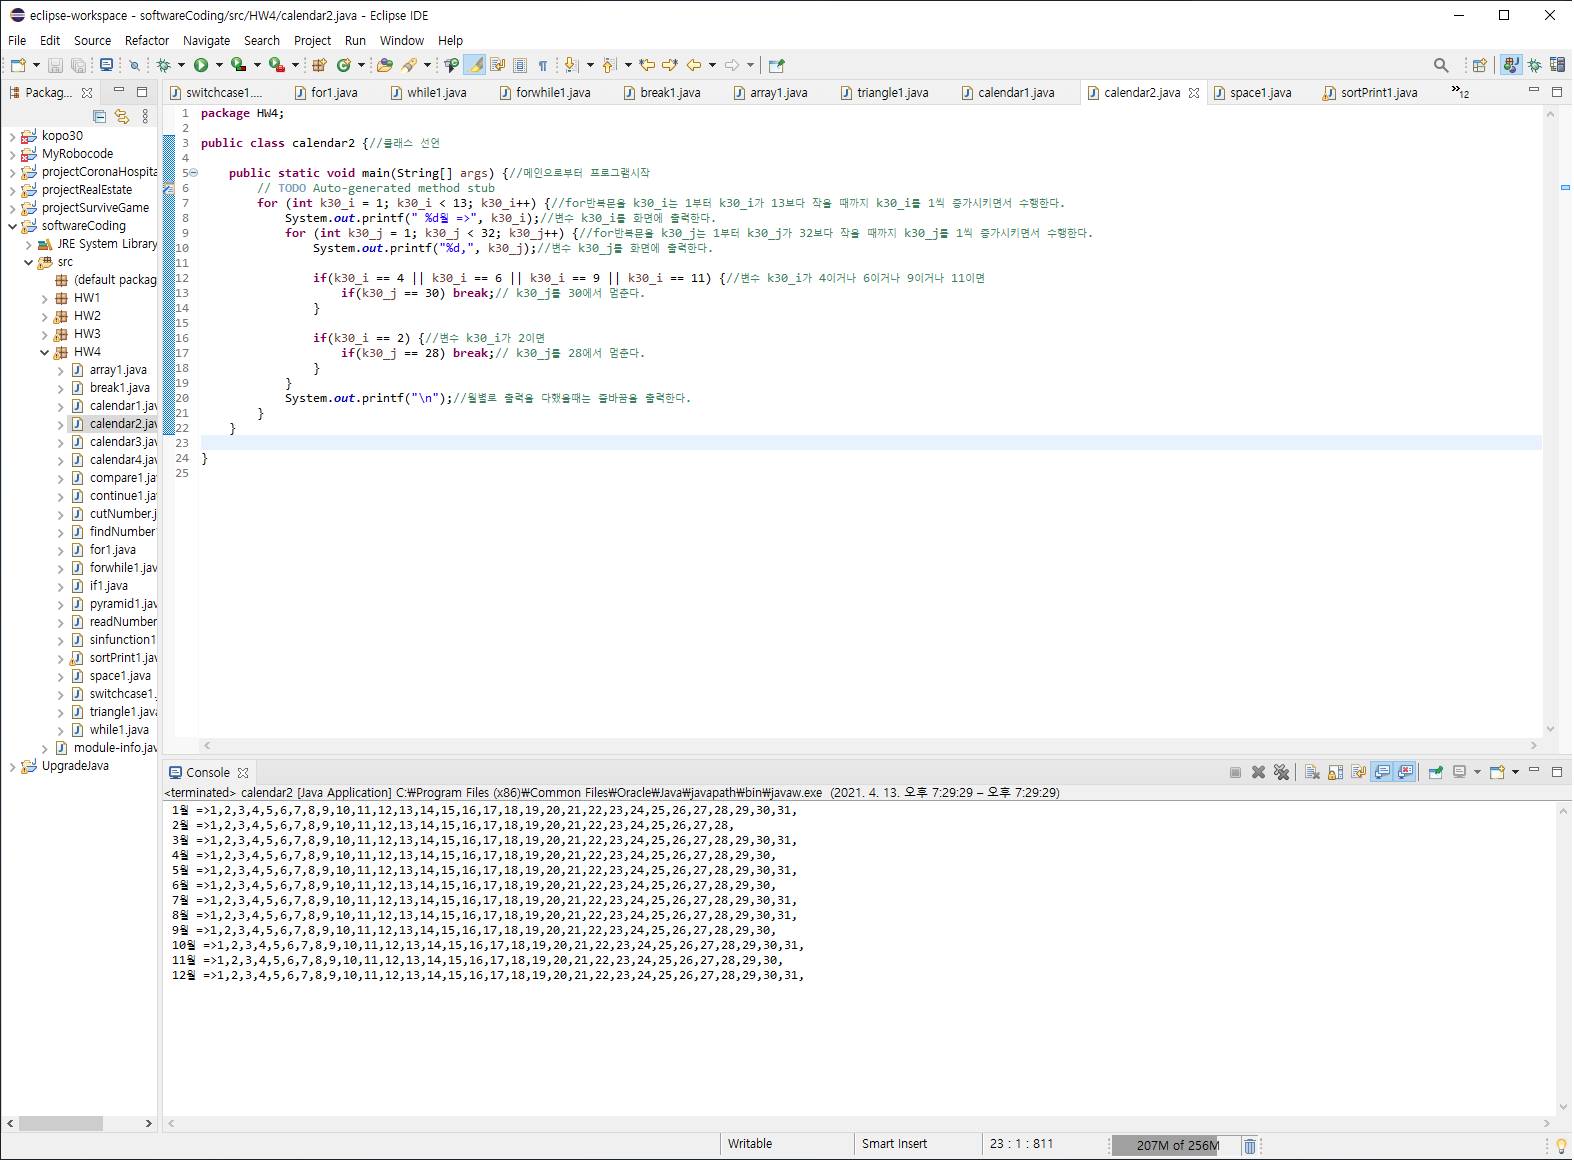 eclipse-workspace - softwareCoding/src/HW4/calendar2.java - Eclipse IDE
File Edit Source Refactor Navigate Search Project Run Window Help
Packag...
switchcase1....
for1.java
while1.java
forwhile1.java
break1.java
array1.java
triangle1.java
calendar1.java
calendar2.java
space1.java
sortPrint1.java
»12
kopo30
MyRobocode
projectCoronaHospita
projectRealEstate
projectSurviveGame
softwareCoding
JRE System Library
src
(default packag
HW1
HW2
HW3
HW4
array1.java
break1.java
calendar1.jav
calendar2.jav
calendar3.jav
calendar4.jav
compare1.jav
continue1.jav
cutNumber.j
findNumber
for1.java
forwhile1.jav
if1.java
pyramid1.jav
readNumber
sinfunction1
sortPrint1.jav
space1.java
switchcase1.
triangle1.java
while1.java
module-info.jav
UpgradeJava
1 package HW4;
2
3 public class calendar2 {//클래스 선언
4
5 public static void main(String[] args) {//메인으로부터 프로그램시작
6 // TODO Auto-generated method stub
7 for (int k30_i = 1; k30_i < 13; k30_i++) {//for반복문을 k30_i는 1부터 k30_i가 13보다 작을 때까지 k30_i를 1씩 증가시키면서 수행한다.
8 System.out.printf(" %d월 =>", k30_i);//변수 k30_i를 화면에 출력한다.
9 for (int k30_j = 1; k30_j < 32; k30_j++) {//for반복문을 k30_j는 1부터 k30_j가 32보다 작을 때까지 k30_j를 1씩 증가시키면서 수행한다.
10 System.out.printf("%d,", k30_j);//변수 k30_j를 화면에 출력한다.
11
12 if(k30_i == 4 || k30_i == 6 || k30_i == 9 || k30_i == 11) {//변수 k30_i가 4이거나 6이거나 9이거나 11이면
13 if(k30_j == 30) break;// k30_j를 30에서 멈춘다.
14 }
15
16 if(k30_i == 2) {//변수 k30_i가 2이면
17 if(k30_j == 28) break;// k30_j를 28에서 멈춘다.
18 }
19 }
20 System.out.printf("\n");//월별로 출력을 다했을때는 줄바꿈을 출력한다.
21 }
22 }
23
24 }
25
Console
<terminated> calendar2 [Java Application] C:₩Program Files (x86)₩Common Files₩Oracle₩Java₩javapath₩bin₩javaw.exe (2021. 4. 13. 오후 7:29:29 – 오후 7:29:29)
1월 =>1,2,3,4,5,6,7,8,9,10,11,12,13,14,15,16,17,18,19,20,21,22,23,24,25,26,27,28,29,30,31,
2월 =>1,2,3,4,5,6,7,8,9,10,11,12,13,14,15,16,17,18,19,20,21,22,23,24,25,26,27,28,
3월 =>1,2,3,4,5,6,7,8,9,10,11,12,13,14,15,16,17,18,19,20,21,22,23,24,25,26,27,28,29,30,31,
4월 =>1,2,3,4,5,6,7,8,9,10,11,12,13,14,15,16,17,18,19,20,21,22,23,24,25,26,27,28,29,30,
5월 =>1,2,3,4,5,6,7,8,9,10,11,12,13,14,15,16,17,18,19,20,21,22,23,24,25,26,27,28,29,30,31,
6월 =>1,2,3,4,5,6,7,8,9,10,11,12,13,14,15,16,17,18,19,20,21,22,23,24,25,26,27,28,29,30,
7월 =>1,2,3,4,5,6,7,8,9,10,11,12,13,14,15,16,17,18,19,20,21,22,23,24,25,26,27,28,29,30,31,
8월 =>1,2,3,4,5,6,7,8,9,10,11,12,13,14,15,16,17,18,19,20,21,22,23,24,25,26,27,28,29,30,31,
9월 =>1,2,3,4,5,6,7,8,9,10,11,12,13,14,15,16,17,18,19,20,21,22,23,24,25,26,27,28,29,30,
10월 =>1,2,3,4,5,6,7,8,9,10,11,12,13,14,15,16,17,18,19,20,21,22,23,24,25,26,27,28,29,30,31,
11월 =>1,2,3,4,5,6,7,8,9,10,11,12,13,14,15,16,17,18,19,20,21,22,23,24,25,26,27,28,29,30,
12월 =>1,2,3,4,5,6,7,8,9,10,11,12,13,14,15,16,17,18,19,20,21,22,23,24,25,26,27,28,29,30,31,
Writable
Smart Insert
23 : 1 : 811
207M of 256M